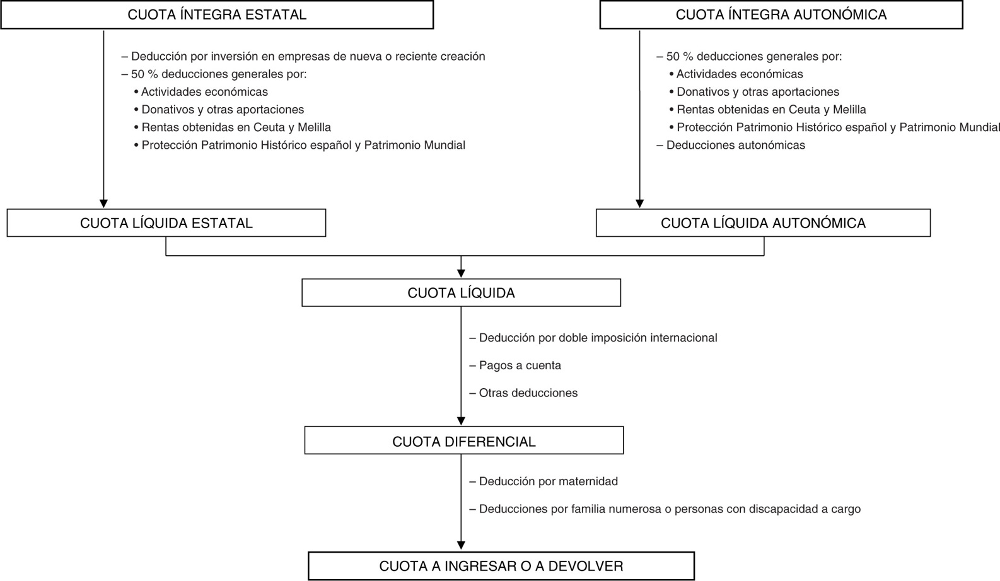 CUOTA ÍNTEGRA ESTATAL
– Deducción por inversión en empresas de nueva o reciente creación
– 50 % deducciones generales por:
• Actividades económicas
• Donativos y otras aportaciones
• Rentas obtenidas en Ceuta y Melilla
• Protección Patrimonio Histórico español y Patrimonio Mundial
CUOTA LÍQUIDA ESTATAL
CUOTA ÍNTEGRA AUTONÓMICA
– 50 % deducciones generales por:
• Actividades económicas
• Donativos y otras aportaciones
• Rentas obtenidas en Ceuta y Melilla
• Protección Patrimonio Histórico español y Patrimonio Mundial
– Deducciones autonómicas
CUOTA LÍQUIDA AUTONÓMICA
CUOTA LÍQUIDA
– Deducción por doble imposición internacional
– Pagos a cuenta
– Otras deducciones
CUOTA DIFERENCIAL
– Deducción por maternidad
– Deducciones por familia numerosa o personas con discapacidad a cargo
CUOTA A INGRESAR O A DEVOLVER